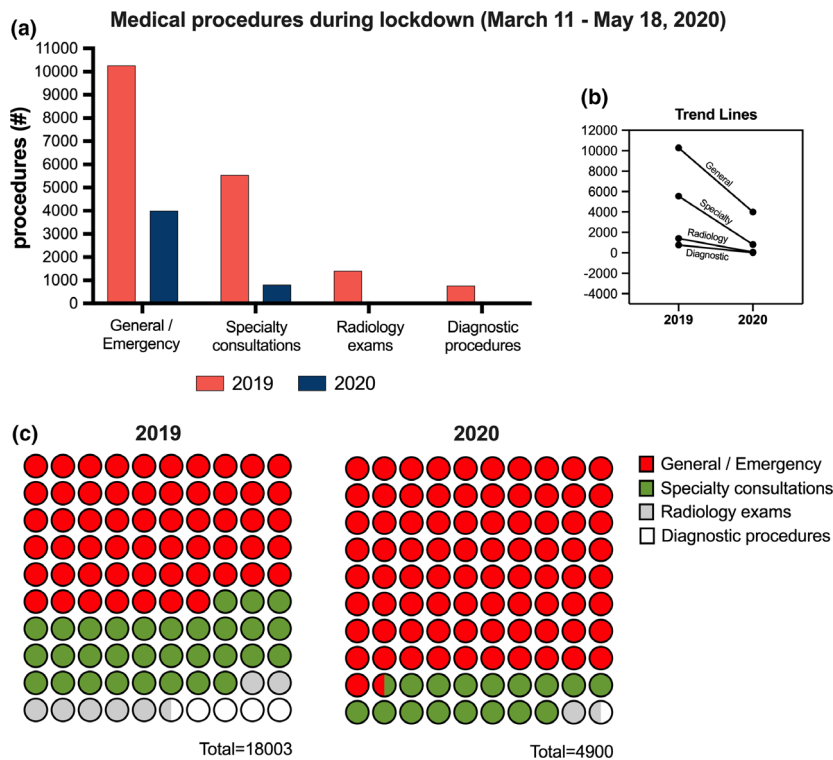 Medical procedures during lockdown (March 11 - May 18, 2020)
(a)
procedures (#)
11000
10000
9000
8000
7000
6000
5000
4000
3000
2000
1000
0
General /
Emergency
Specialty
consultations
Radiology
exams
Diagnostic
procedures
2019
2020
(b)
Trend Lines
12000
10000
8000
6000
4000
2000
0
-2000
-4000
General
Specialty
Radiology
Diagnostic
2019
2020
(c)
2019
2020
General / Emergency
Specialty consultations
Radiology exams
Diagnostic procedures
Total=18003
Total=4900